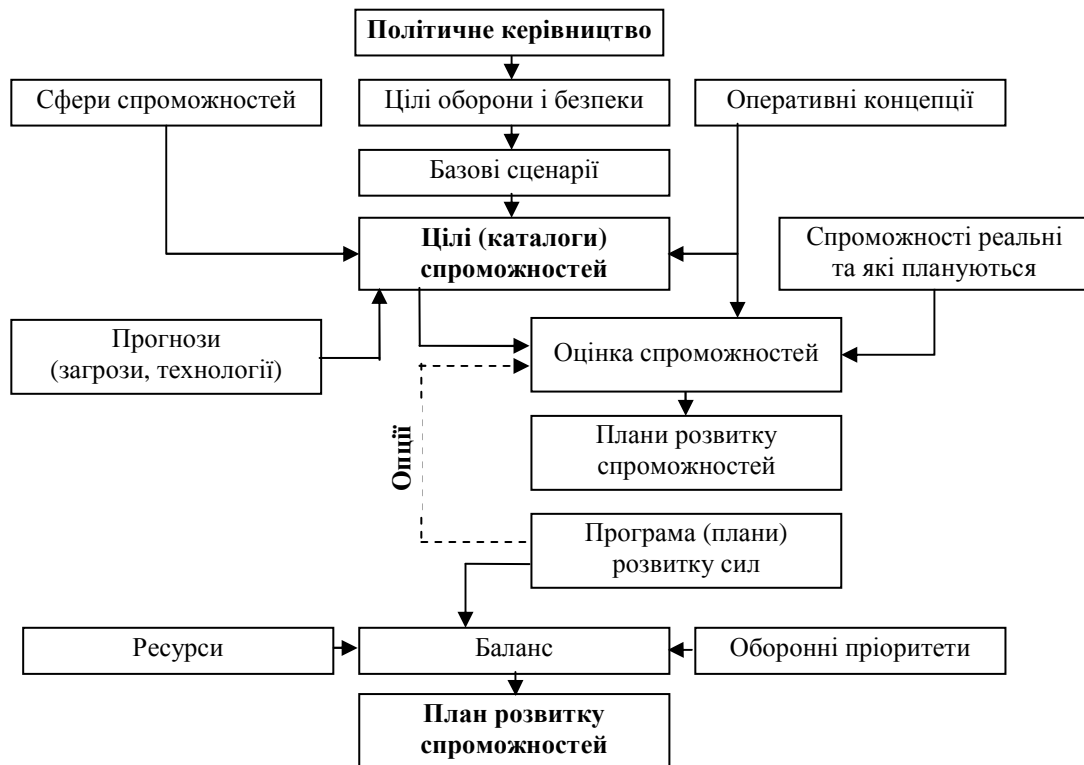 Політичне керівництво
Сфери спроможностей
Цілі оборони і безпеки
Оперативні концепції
Базові сценарії
Цілі (каталоги)
спроможностей
Спроможності реальні
та які плануються
Прогнози
(загрози, технології)
Оцінка спроможностей
Плани розвитку
спроможностей
Опції
Програма (плани)
розвитку сил
Ресурси
Баланс
Оборонні пріоритети
План розвитку
спроможностей